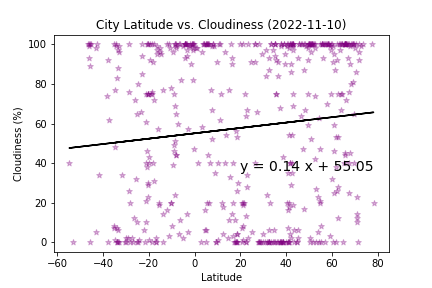 City Latitude vs. Cloudiness (2022-11-10)
100
80
60
40
20
0
Cloudiness (%)
y = 0.14 x + 55.05
−60 −40 −20 0 20 40 60 80
Latitude